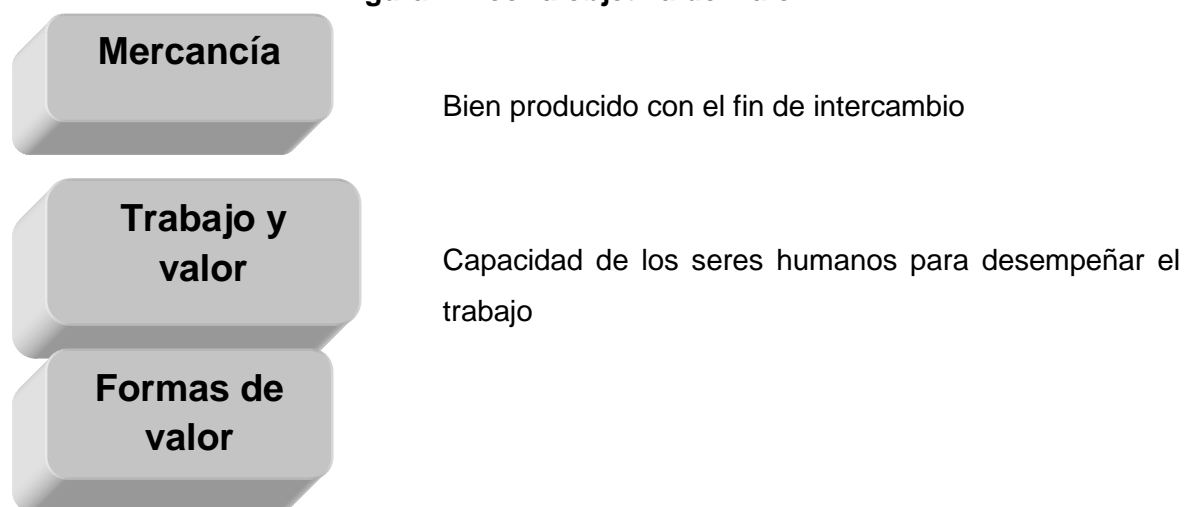 Mercancía
Bien producido con el fin de intercambio
Trabajo y
valor
Capacidad de los seres humanos para desempeñar el
trabajo
Formas de
valor